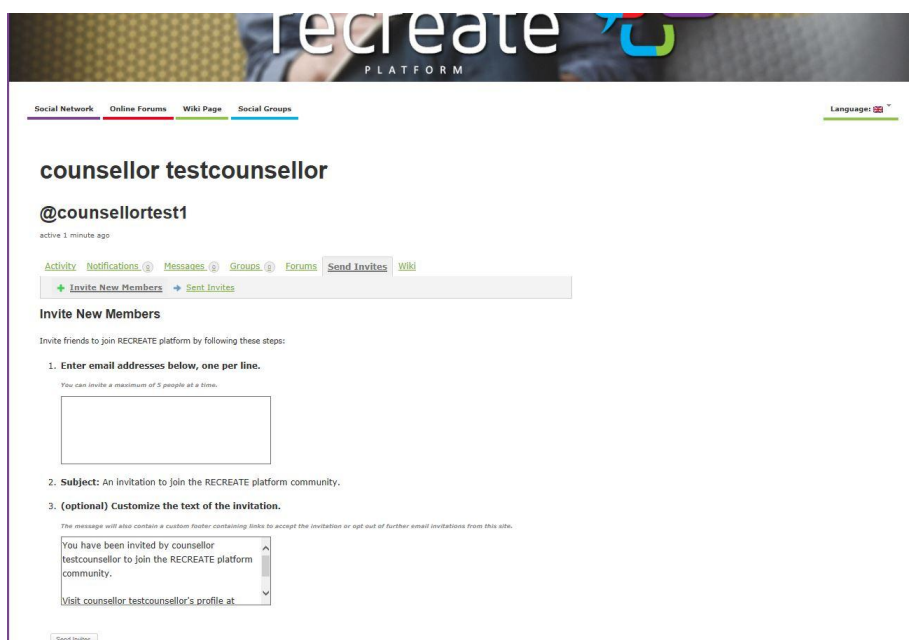 recreate
PLATFORM
Social Network Online Forums Wiki Page Social Groups Language:
counsellor testcounsellor
@counsellortest1
active 1 minute ago
Activity Notifications Messages Groups Forums Send Invites Wiki
Invite New Members Sent Invites
Invite New Members
Invite friends to join RECREATE platform by following these steps:
1. Enter email addresses below, one per line.
You can invite a maximum of 5 people at a time.
2. Subject: An invitation to join the RECREATE platform community.
3. (optional) Customize the text of the invitation.
The message will also contain a custom footer containing links to accept the invitation or opt out of further email invitations from this site.
You have been invited by counsellor
testcounsellor to join the RECREATE platform
community.
Visit counsellor testcounsellor's profile at
Send Invites